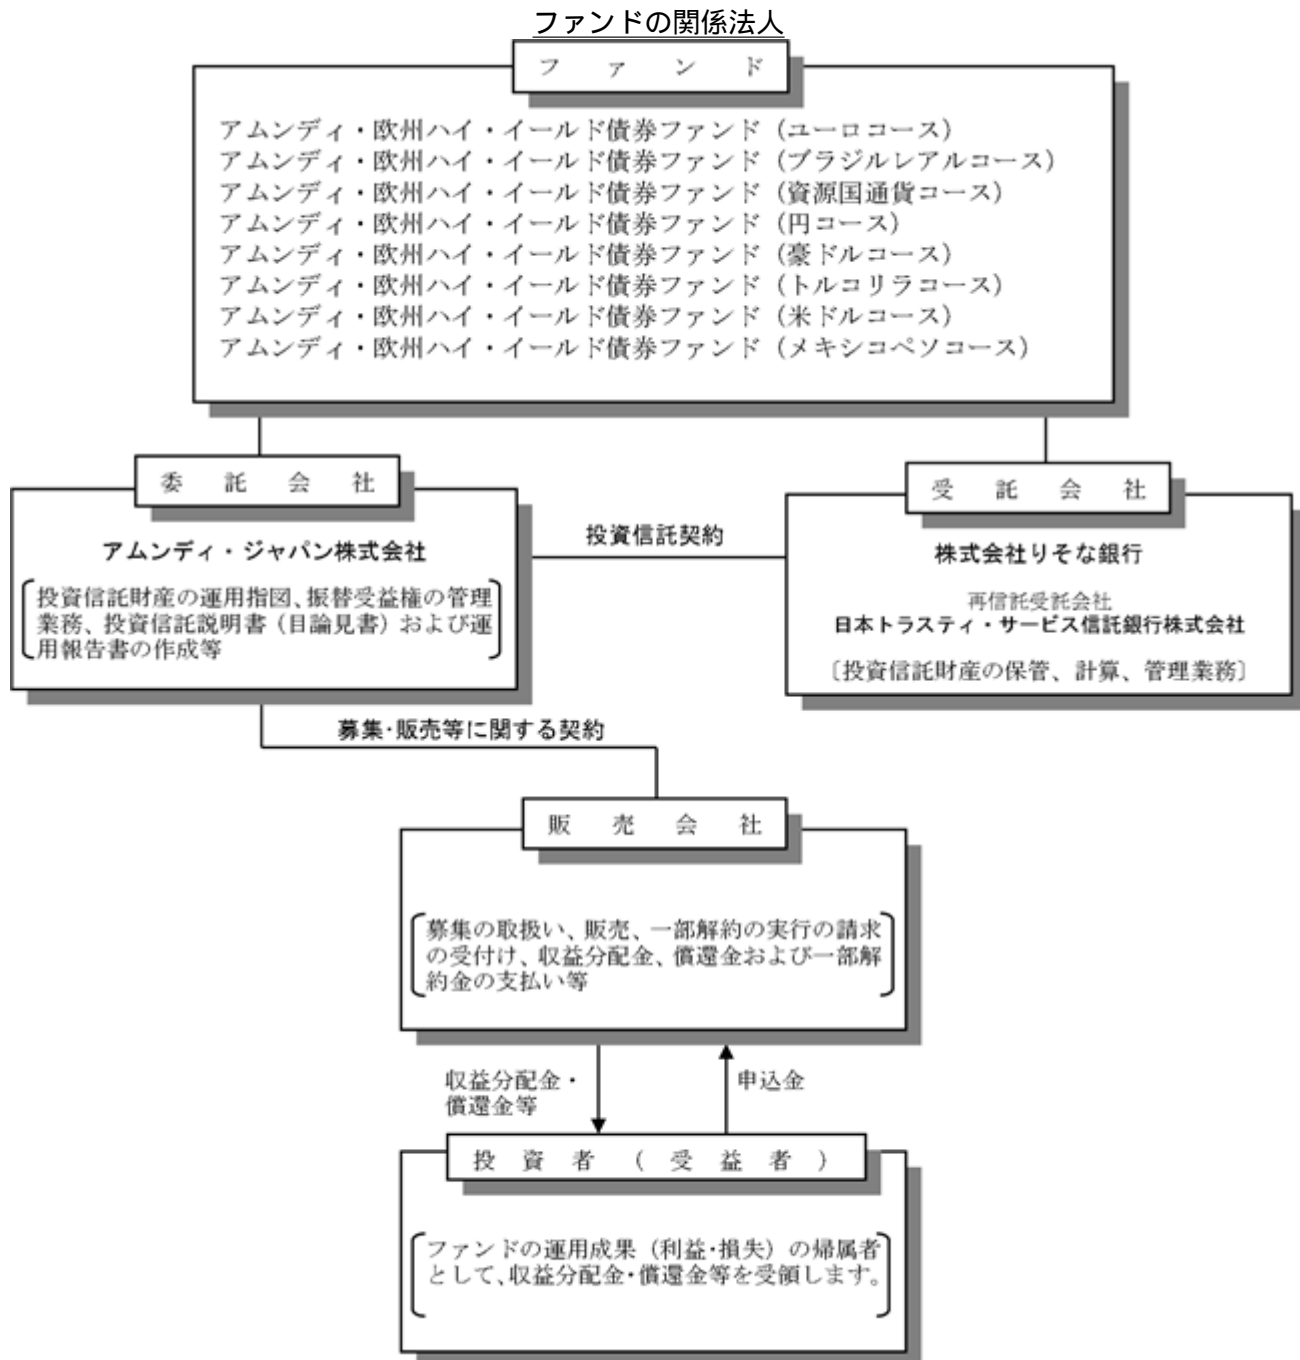 ファンドの関係法人
ファンド
アムンディ・欧州ハイ・イールド債券ファンド（ユーロコース）
アムンディ・欧州ハイ・イールド債券ファンド（ブラジルレアルコース）
アムンディ・欧州ハイ・イールド債券ファンド（資源国通貨コース）
アムンディ・欧州ハイ・イールド債券ファンド（円コース）
アムンディ・欧州ハイ・イールド債券ファンド（豪ドルコース）
アムンディ・欧州ハイ・イールド債券ファンド（トルコリラコース）
アムンディ・欧州ハイ・イールド債券ファンド（米ドルコース）
アムンディ・欧州ハイ・イールド債券ファンド（メキシコペソコース）
委託会社
アムンディ・ジャパン株式会社
投資信託財産の運用指図、振替受益権の管理
業務、投資信託説明書（目論見書）および運
用報告書の作成等
投資信託契約
受託会社
株式会社りそな銀行
再信託受託会社
日本トラスティ・サービス信託銀行株式会社
〔投資信託財産の保管、計算、管理業務〕
募集・販売等に関する契約
販売会社
募集の取扱い、販売、一部解約の実行の請求
の受付け、収益分配金、償還金および一部解
約金の支払い等
収益分配金・
償還金等
申込金
投資者（受益者）
ファンドの運用成果（利益・損失）の帰属者
として、収益分配金・償還金等を受領します。